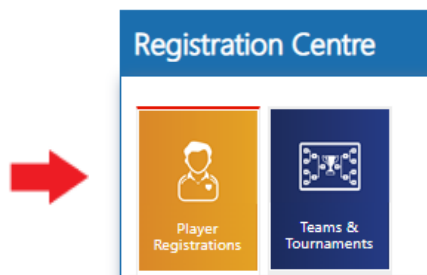 Registration Centre
Player
Registrations
Teams &
Tournaments